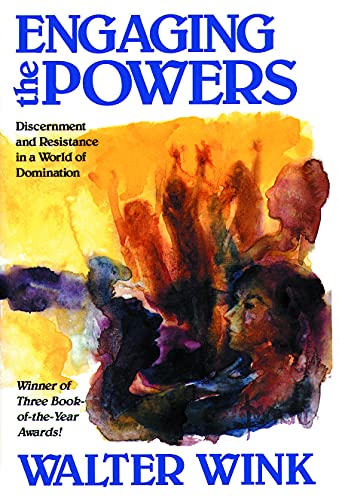 ENGAGING
the POWERS
Discernment
and Resistance
in a World of
Domination
Winner of
Three Book-
of-the-Year
Awards!
WALTER WINK